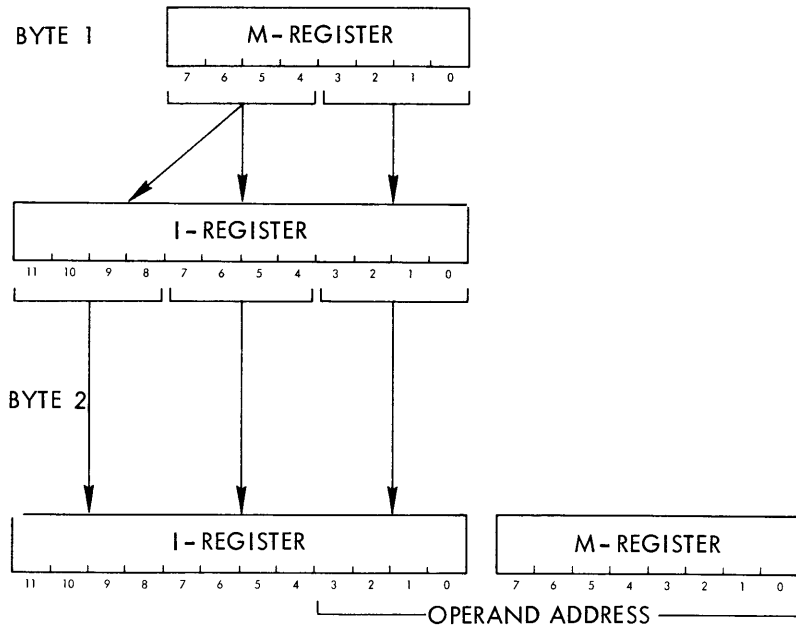 BYTE 1
M-REGISTER
7 6 5 4 3 2 1 0
I-REGISTER
11 10 9 8 7 6 5 4 3 2 1 0
BYTE 2
I-REGISTER
M-REGISTER
11 10 9 8 7 6 5 4 3 2 1 0
7 6 5 4 3 2 1 0
OPERAND ADDRESS